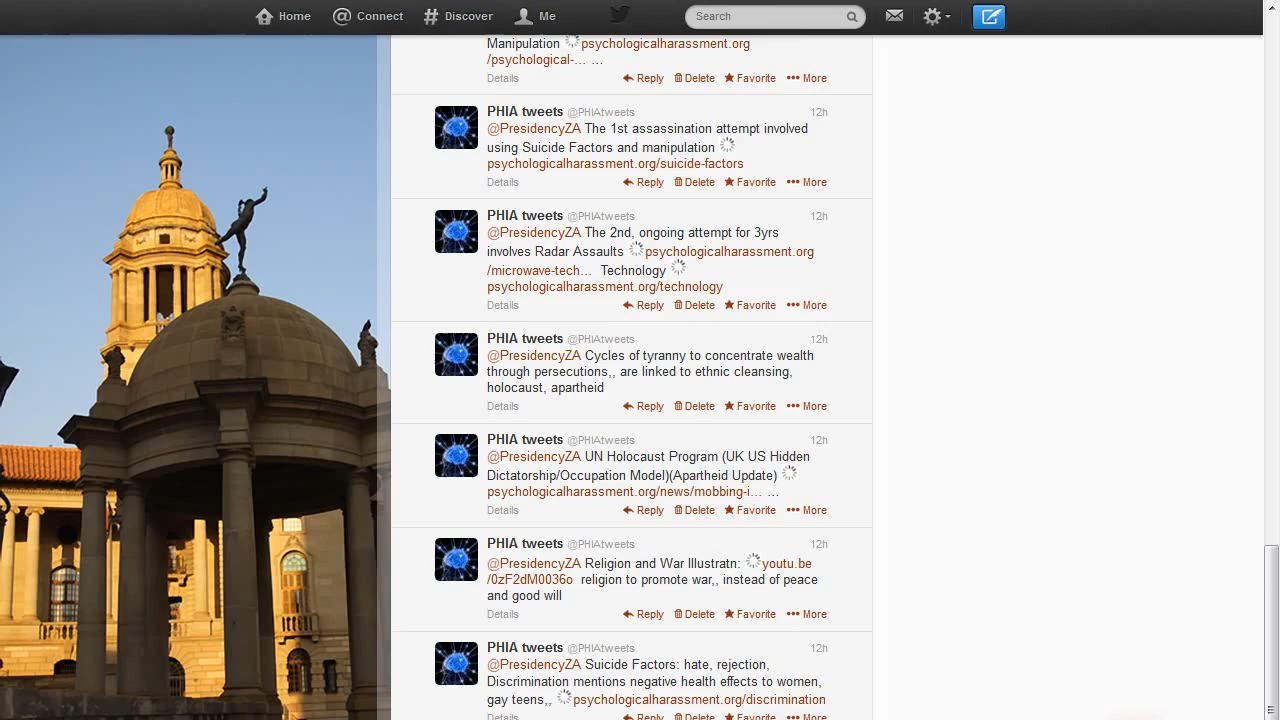 Home Connect Discover Me Search
Manipulation psychologicalharassment.org
/psychological-... ...
Details Reply Delete Favorite More
PHIA tweets @PHIAtweets 12h
@PresidencyZA The 1st assassination attempt involved
using Suicide Factors and manipulation
psychologicalharassment.org/suicide-factors
Details Reply Delete Favorite More
PHIA tweets @PHIAtweets 12h
@PresidencyZA The 2nd, ongoing attempt for 3yrs
involves Radar Assaults psychologicalharassment.org
/microwave-tech... Technology
psychologicalharassment.org/technology
Details Reply Delete Favorite More
PHIA tweets @PHIAtweets 12h
@PresidencyZA Cycles of tyranny to concentrate wealth
through persecutions,, are linked to ethnic cleansing,
holocaust, apartheid
Details Reply Delete Favorite More
PHIA tweets @PHIAtweets 12h
@PresidencyZA UN Holocaust Program (UK US Hidden
Dictatorship/Occupation Model)(Apartheid Update)
psychologicalharassment.org/news/mobbing-i... ...
Details Reply Delete Favorite More
PHIA tweets @PHIAtweets 12h
@PresidencyZA Religion and War Illustratn: youtu.be
/0zF2dM0036o religion to promote war,, instead of peace
and good will
Details Reply Delete Favorite More
PHIA tweets @PHIAtweets 12h
@PresidencyZA Suicide Factors: hate, rejection,
Discrimination mentions negative health effects to women,
gay teens,, psychologicalharassment.org/discrimination
Details Reply Delete Favorite More